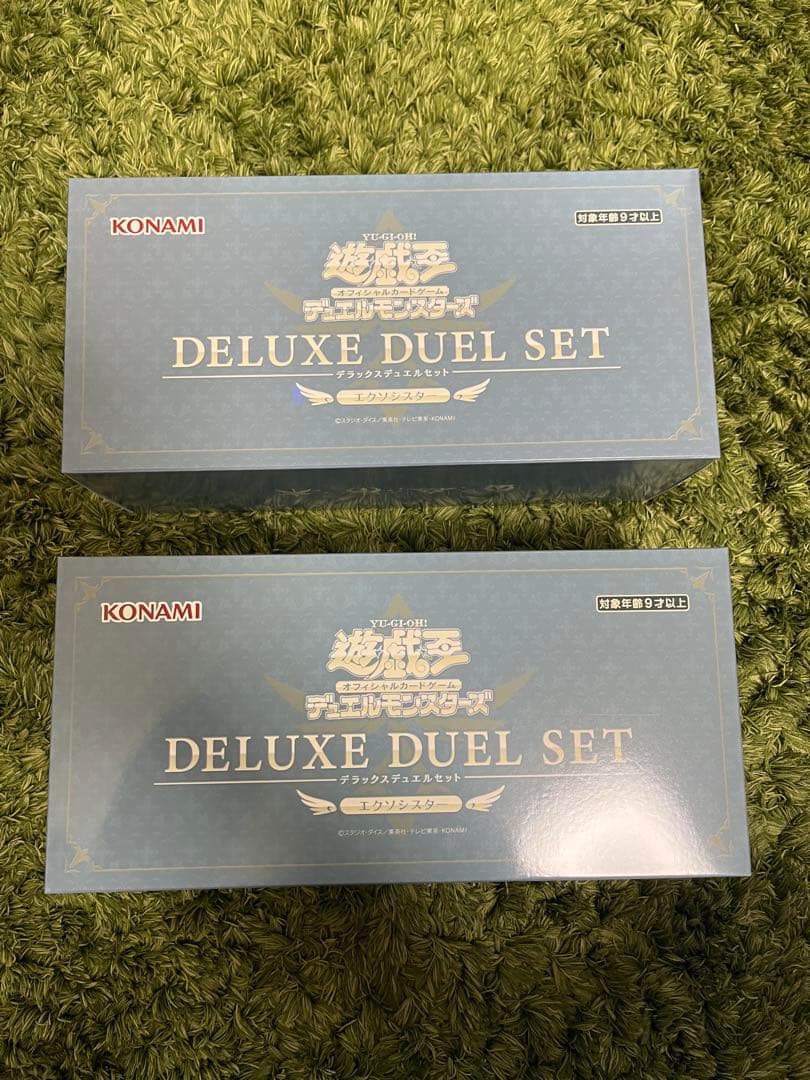 KONAMI
対象年齢9才以上
YU-GI-OH!
遊戯王
オフィシャルカードゲーム
デュエルモンスターズ
DELUXE DUEL SET
デラックスデュエルセット
エクソシスター
©スタジオ・ダイス/集英社・テレビ東京・KONAMI
KONAMI
対象年齢9才以上
YU-GI-OH!
遊戯王
オフィシャルカードゲーム
デュエルモンスターズ
DELUXE DUEL SET
デラックスデュエルセット
エクソシスター
©スタジオ・ダイス/集英社・テレビ東京・KONAMI